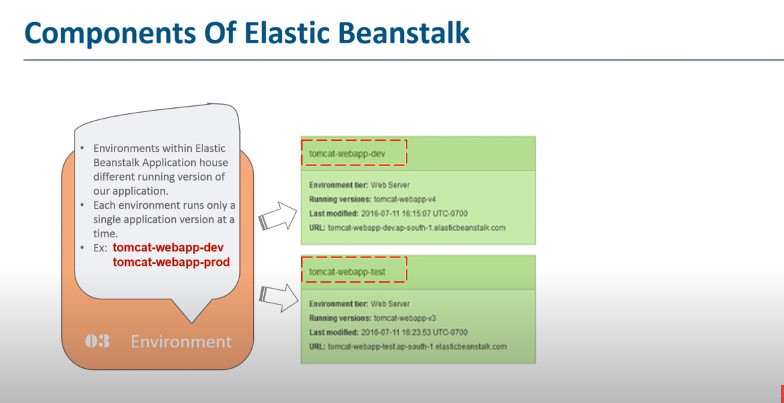 Components Of Elastic Beanstalk
• Environments within Elastic
Beanstalk Application house
different running version of
our application.
• Each environment runs only a
single application version at a
time.
• Ex: tomcat-webapp-dev
tomcat-webapp-prod
03 Environment
tomcat-webapp-dev
Environment tier: Web Server
Running versions: tomcat-webapp-v4
Last modified: 2016-07-11 16:15:07 UTC-0700
URL: tomcat-webapp-dev.ap-south-1.elasticbeanstalk.com
tomcat-webapp-test
Environment tier: Web Server
Running versions: tomcat-webapp-v3
Last modified: 2016-07-11 16:23:53 UTC-0700
URL: tomcat-webapp-test.ap-south-1.elasticbeanstalk.com